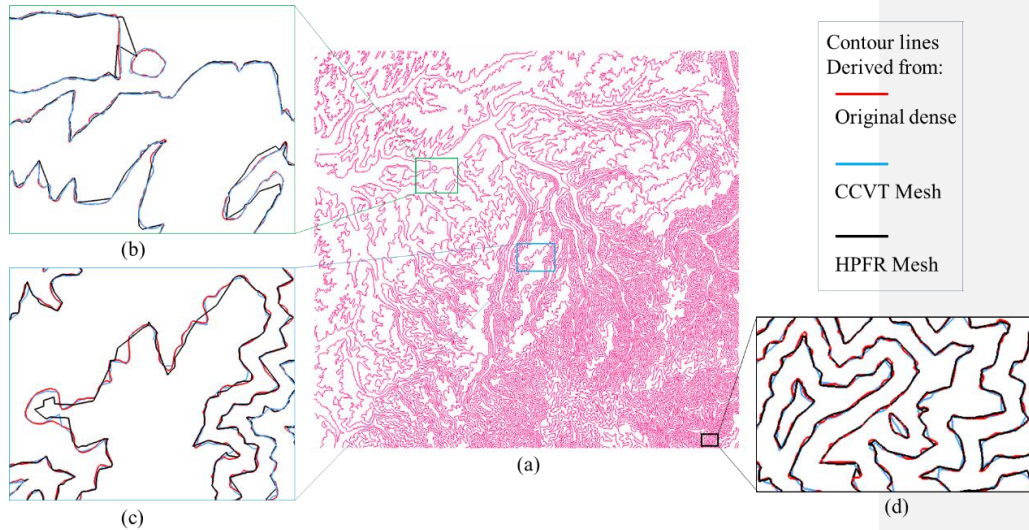 Contour lines
Derived from:
Original dense
CCVT Mesh
HPFR Mesh
(b)
(a)
(c)
(d)